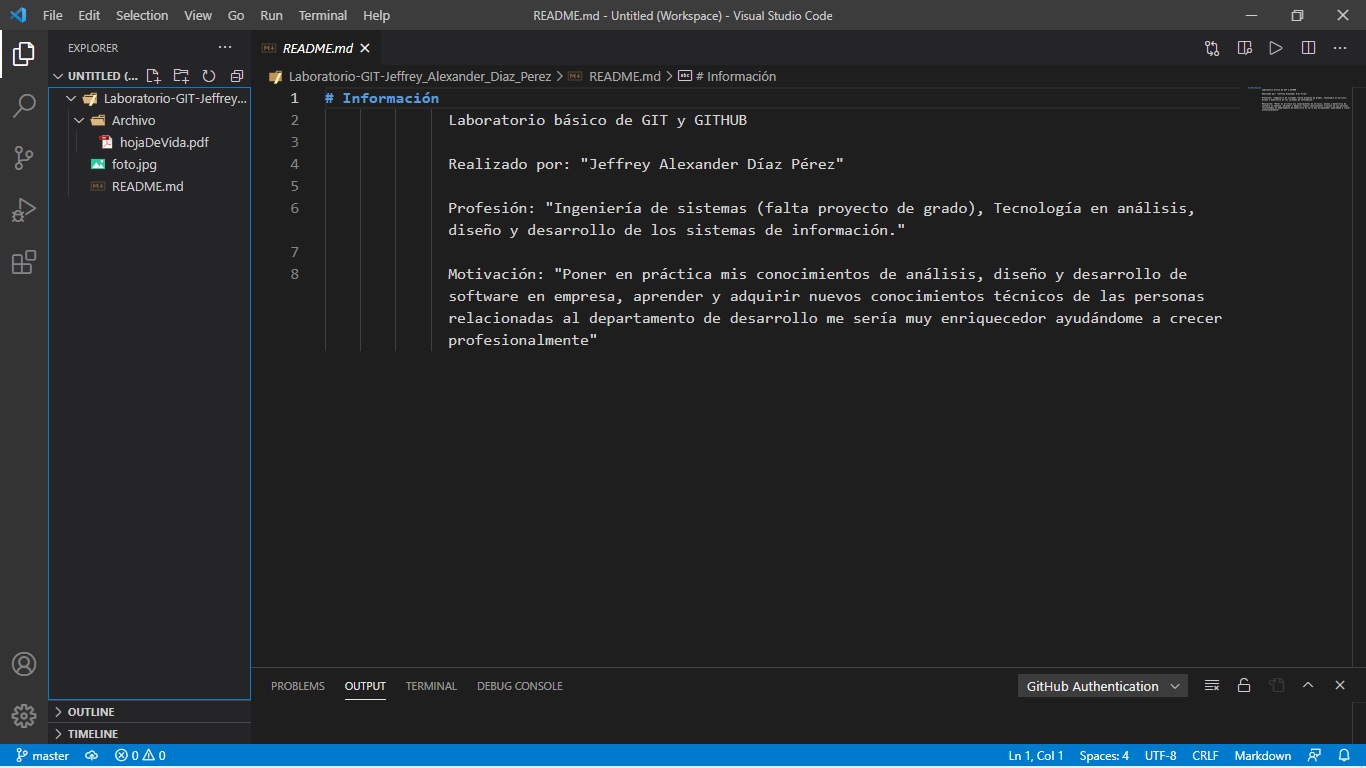 File Edit Selection View Go Run Terminal Help
README.md - Untitled (Workspace) - Visual Studio Code
EXPLORER
UNTITLED (...
Laboratorio-GIT-Jeffrey...
Archivo
hojaDeVida.pdf
foto.jpg
README.md
README.md
Laboratorio-GIT-Jeffrey_Alexander_Diaz_Perez > README.md > # Información
1 # Información
2 Laboratorio básico de GIT y GITHUB
3
4 Realizado por: "Jeffrey Alexander Díaz Pérez"
5
6 Profesión: "Ingeniería de sistemas (falta proyecto de grado), Tecnología en análisis,
diseño y desarrollo de los sistemas de información."
7
8 Motivación: "Poner en práctica mis conocimientos de análisis, diseño y desarrollo de
software en empresa, aprender y adquirir nuevos conocimientos técnicos de las personas
relacionadas al departamento de desarrollo me sería muy enriquecedor ayudándome a crecer
profesionalmente"
PROBLEMS OUTPUT TERMINAL DEBUG CONSOLE
GitHub Authentication
OUTLINE
TIMELINE
master 0 0
Ln 1, Col 1 Spaces: 4 UTF-8 CRLF Markdown